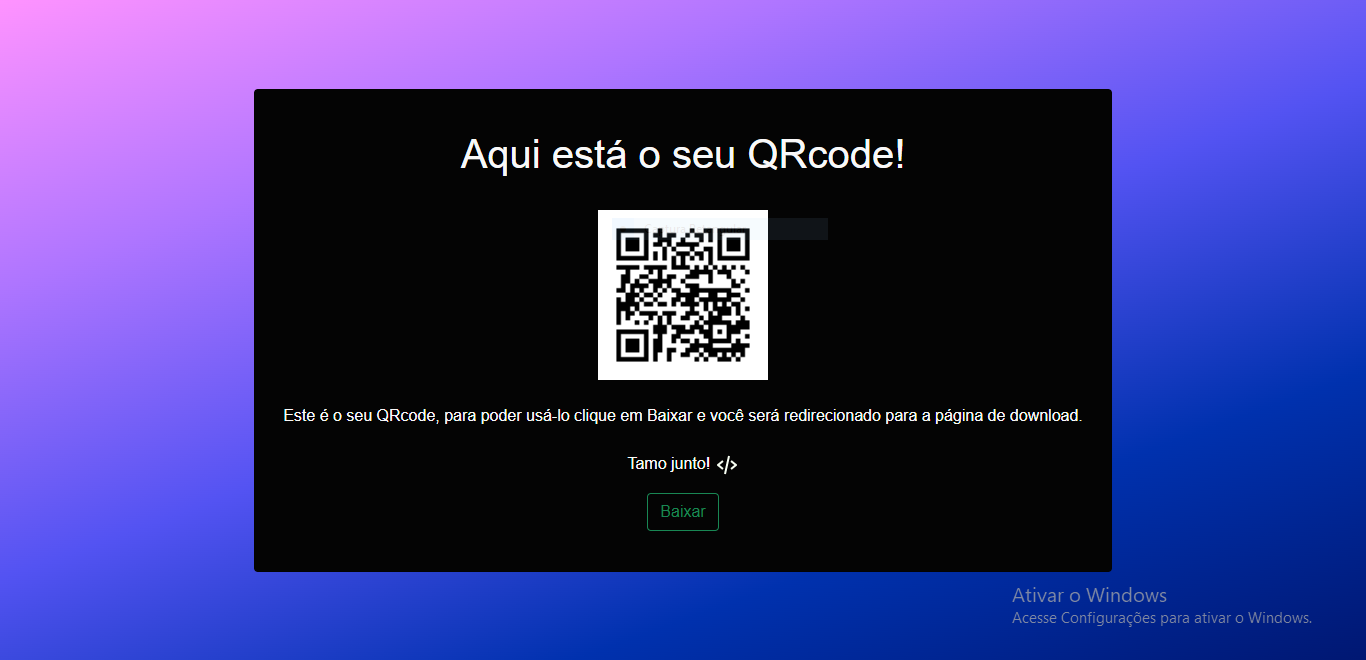 Aqui está o seu QRcode!
Este é o seu QRcode, para poder usá-lo clique em Baixar e você será redirecionado para a página de download.
Tamo junto! </>
Baixar
Ativar o Windows
Acesse Configurações para ativar o Windows.